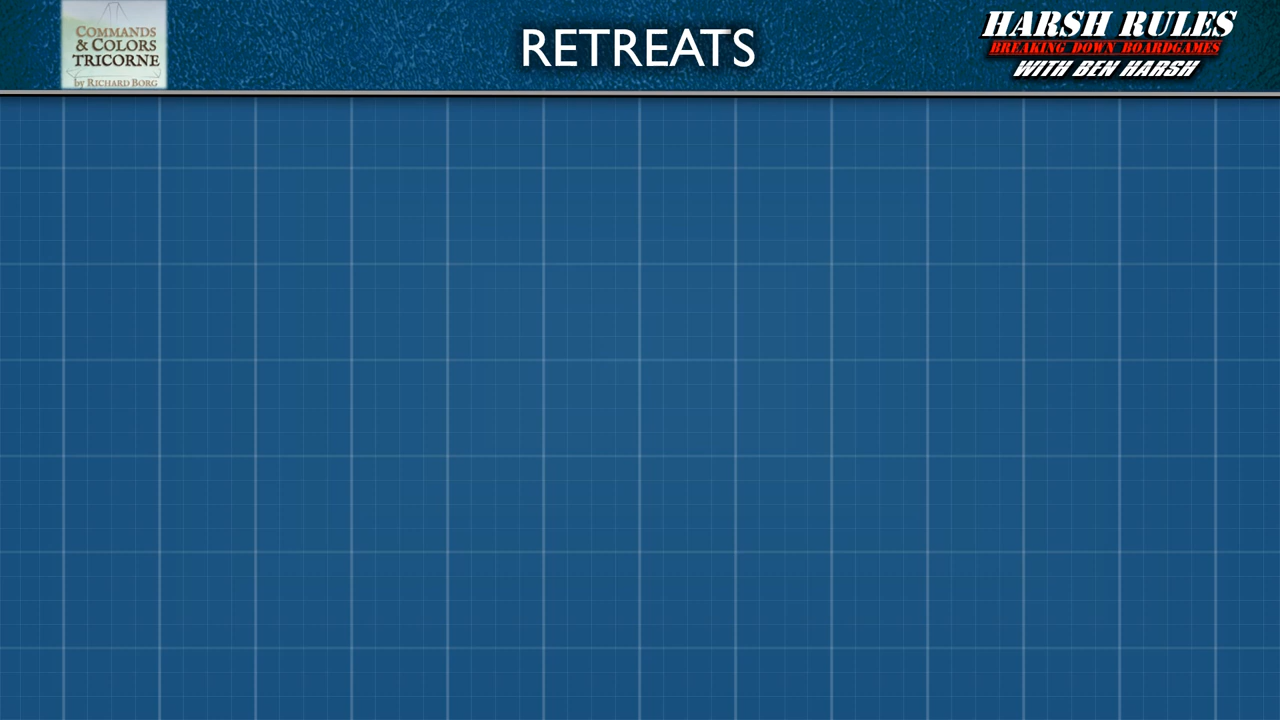 COMMANDS
& COLORS
TRICORNE
by RICHARD BORG
RETREATS
HARSH RULES
BREAKING DOWN BOARDGAMES
WITH BEN HARSH